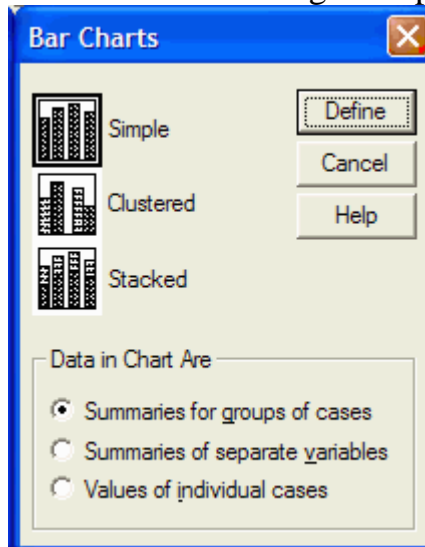 Bar Charts
Simple
Clustered
Stacked
Define
Cancel
Help
Data in Chart Are
Summaries for groups of cases
Summaries of separate variables
Values of individual cases